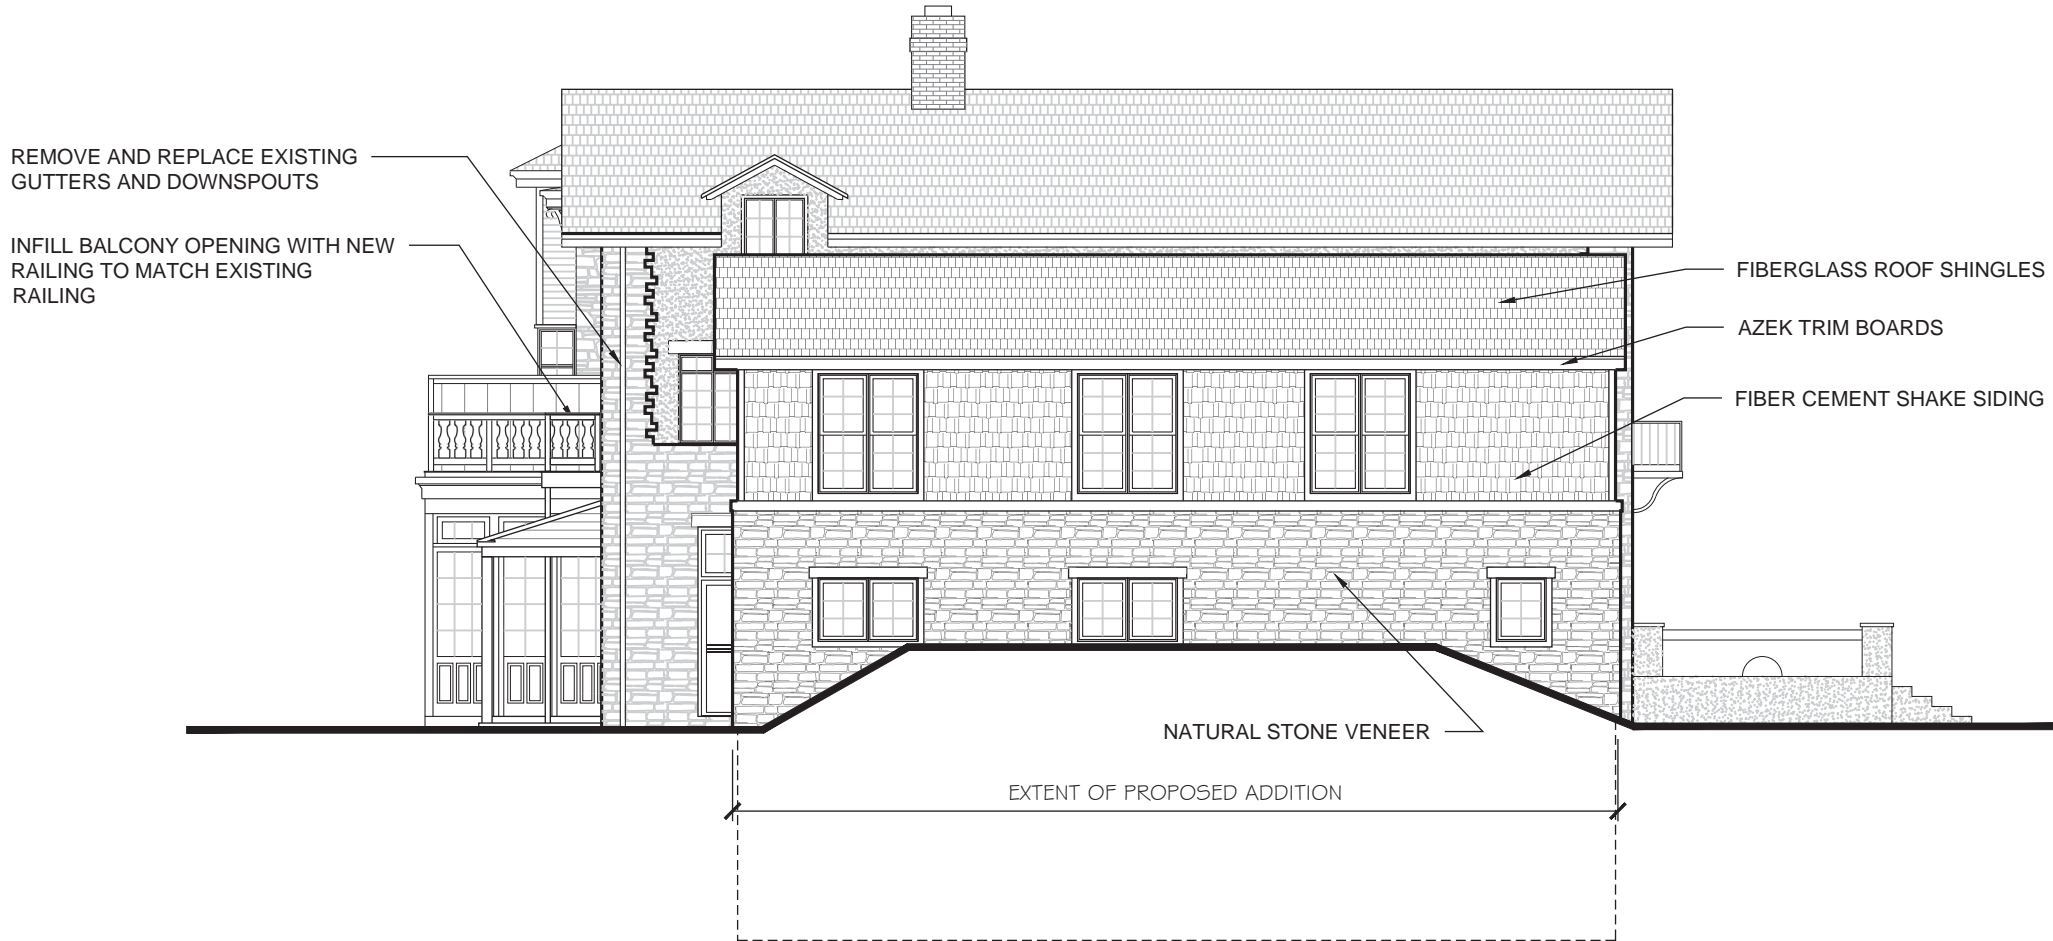 REMOVE AND REPLACE EXISTING
GUTTERS AND DOWNSPOUTS
INFILL BALCONY OPENING WITH NEW
RAILING TO MATCH EXISTING
RAILING
FIBERGLASS ROOF SHINGLES
AZEK TRIM BOARDS
FIBER CEMENT SHAKE SIDING
NATURAL STONE VENEER
EXTENT OF PROPOSED ADDITION